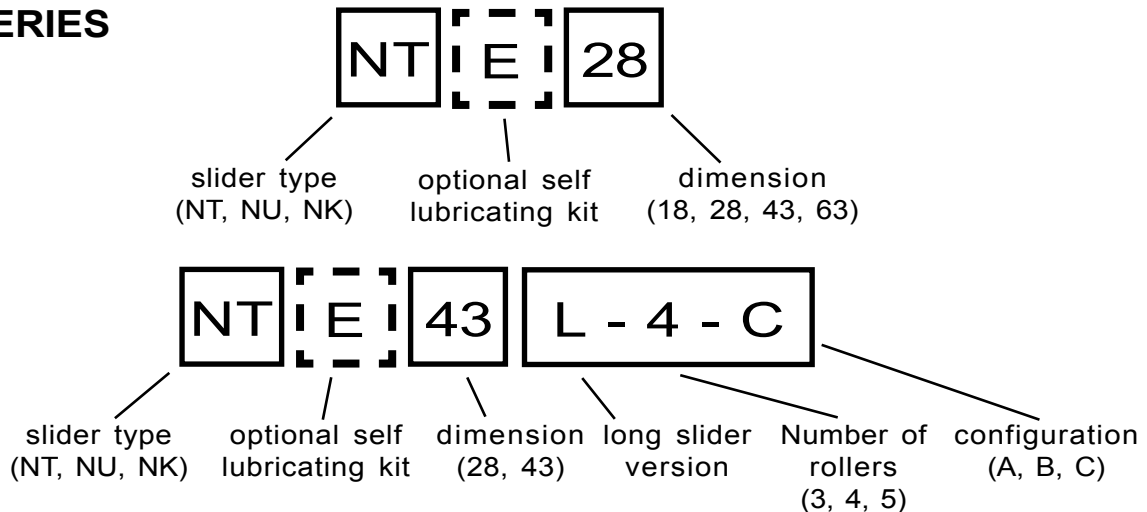 ERIES
NT E 28
slider type optional self dimension
(NT, NU, NK) lubricating kit (18, 28, 43, 63)
NT E 43 L - 4 - C
slider type optional self dimension long slider Number of configuration
(NT, NU, NK) lubricating kit (28, 43) version rollers (A, B, C)
(3, 4, 5)